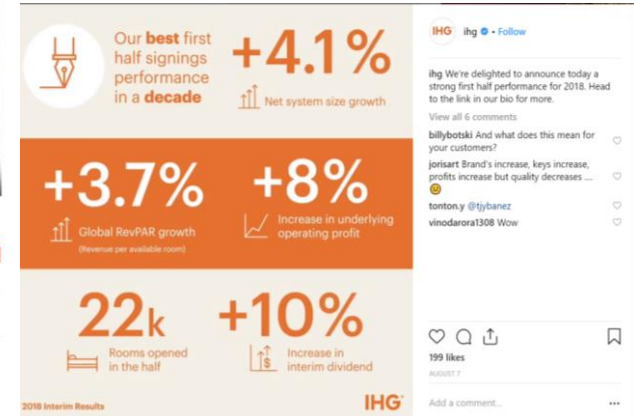 Our best first
half signings
performance
in a decade
+4.1%
Net system size growth
+3.7%
Global RevPAR growth
(Revenue per available room)
+8%
Increase in underlying
operating profit
22k
Rooms opened
in the half
+10%
Increase in
interim dividend
$
2018 Interim Results
IHG
IHG
ihg • Follow
ihg We're delighted to announce today a
strong first half performance for 2018. Head
to the link in our bio for more.
View all 6 comments
billybotski And what does this mean for
your customers?
jorisart Brand's increase, keys increase,
profits increase but quality decreases ....
tonton.y @tjybanez
vinodarora1308 Wow
199 likes
AUGUST 7
Add a comment...